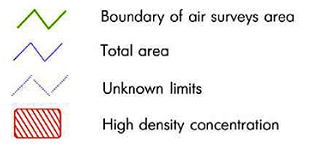 Boundary of air surveys area
Total area
Unknown limits
High density concentration